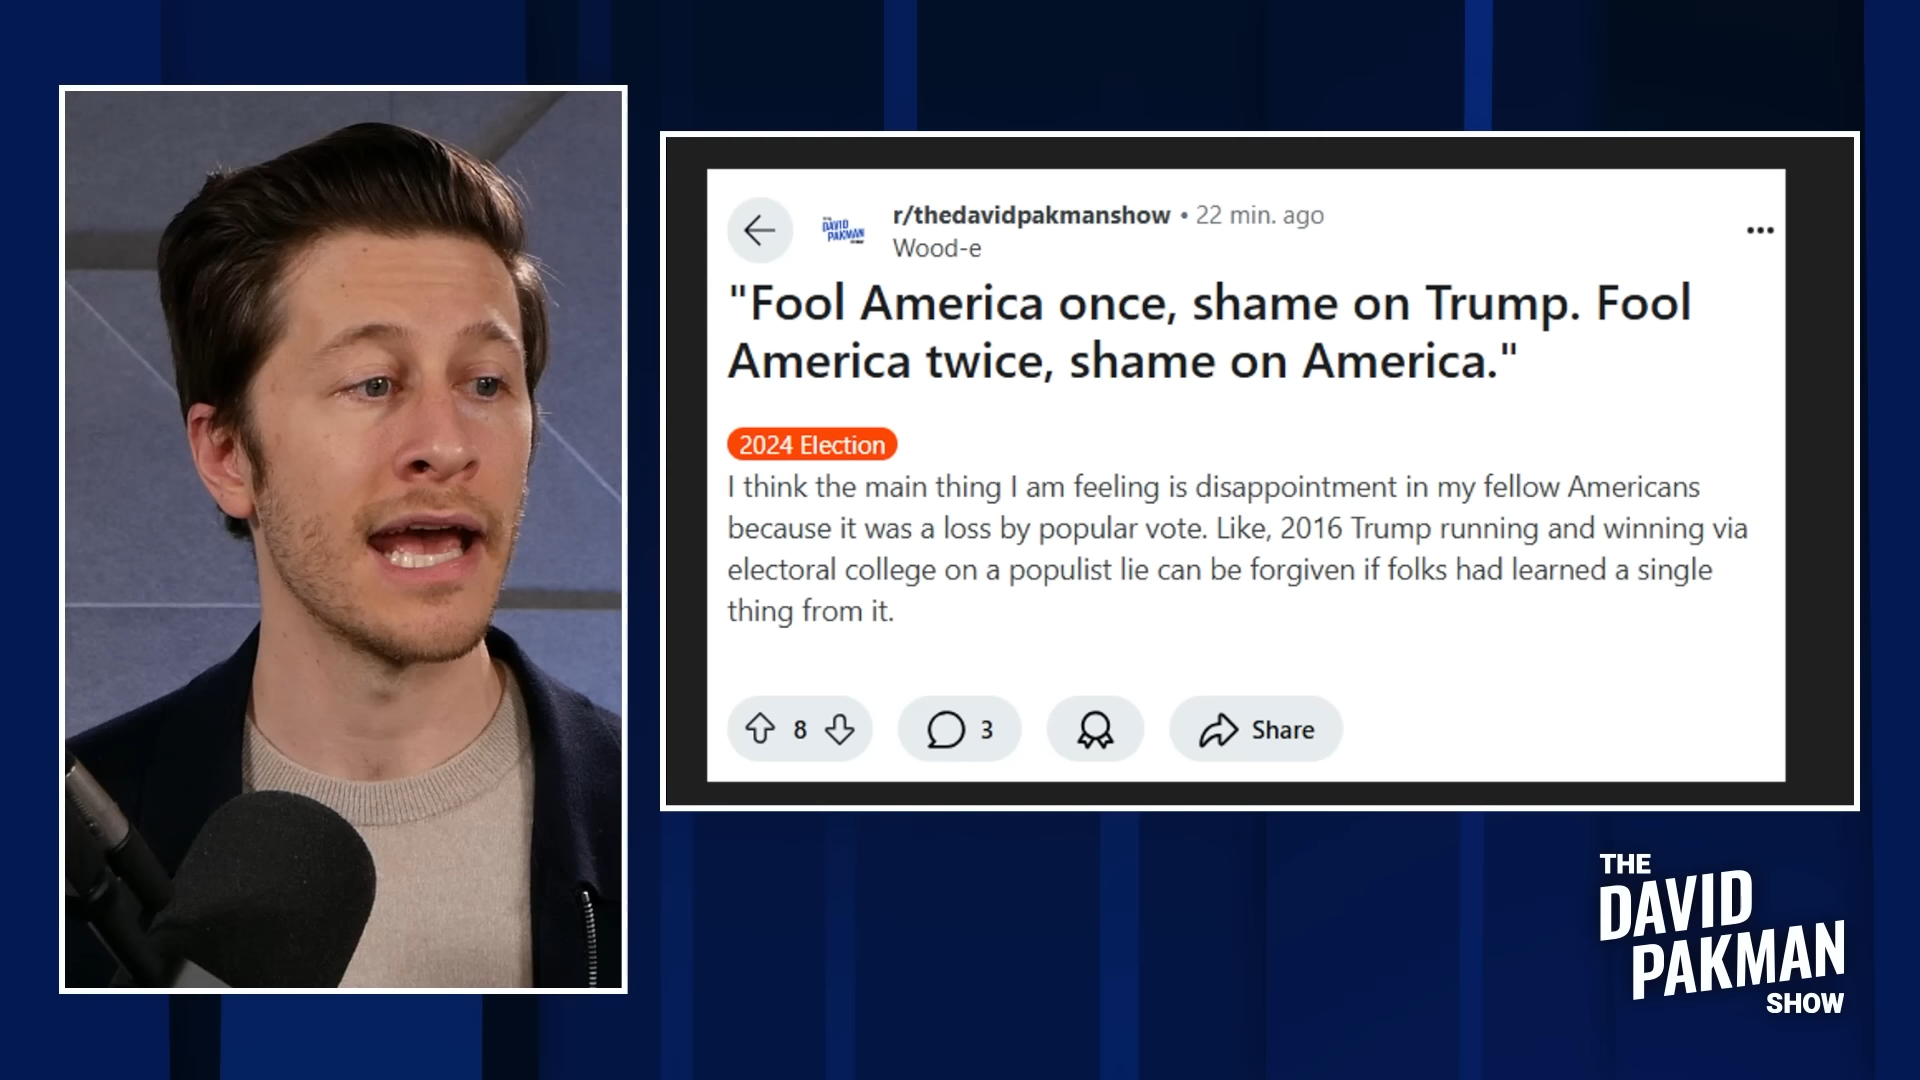 r/thedavidpakmanshow • 22 min. ago
DAVID
PAKMAN
Wood-e
"Fool America once, shame on Trump. Fool
America twice, shame on America."
2024 Election
I think the main thing I am feeling is disappointment in my fellow Americans
because it was a loss by popular vote. Like, 2016 Trump running and winning via
electoral college on a populist lie can be forgiven if folks had learned a single
thing from it.
8
3
Share
THE
DAVID
PAKMAN
SHOW